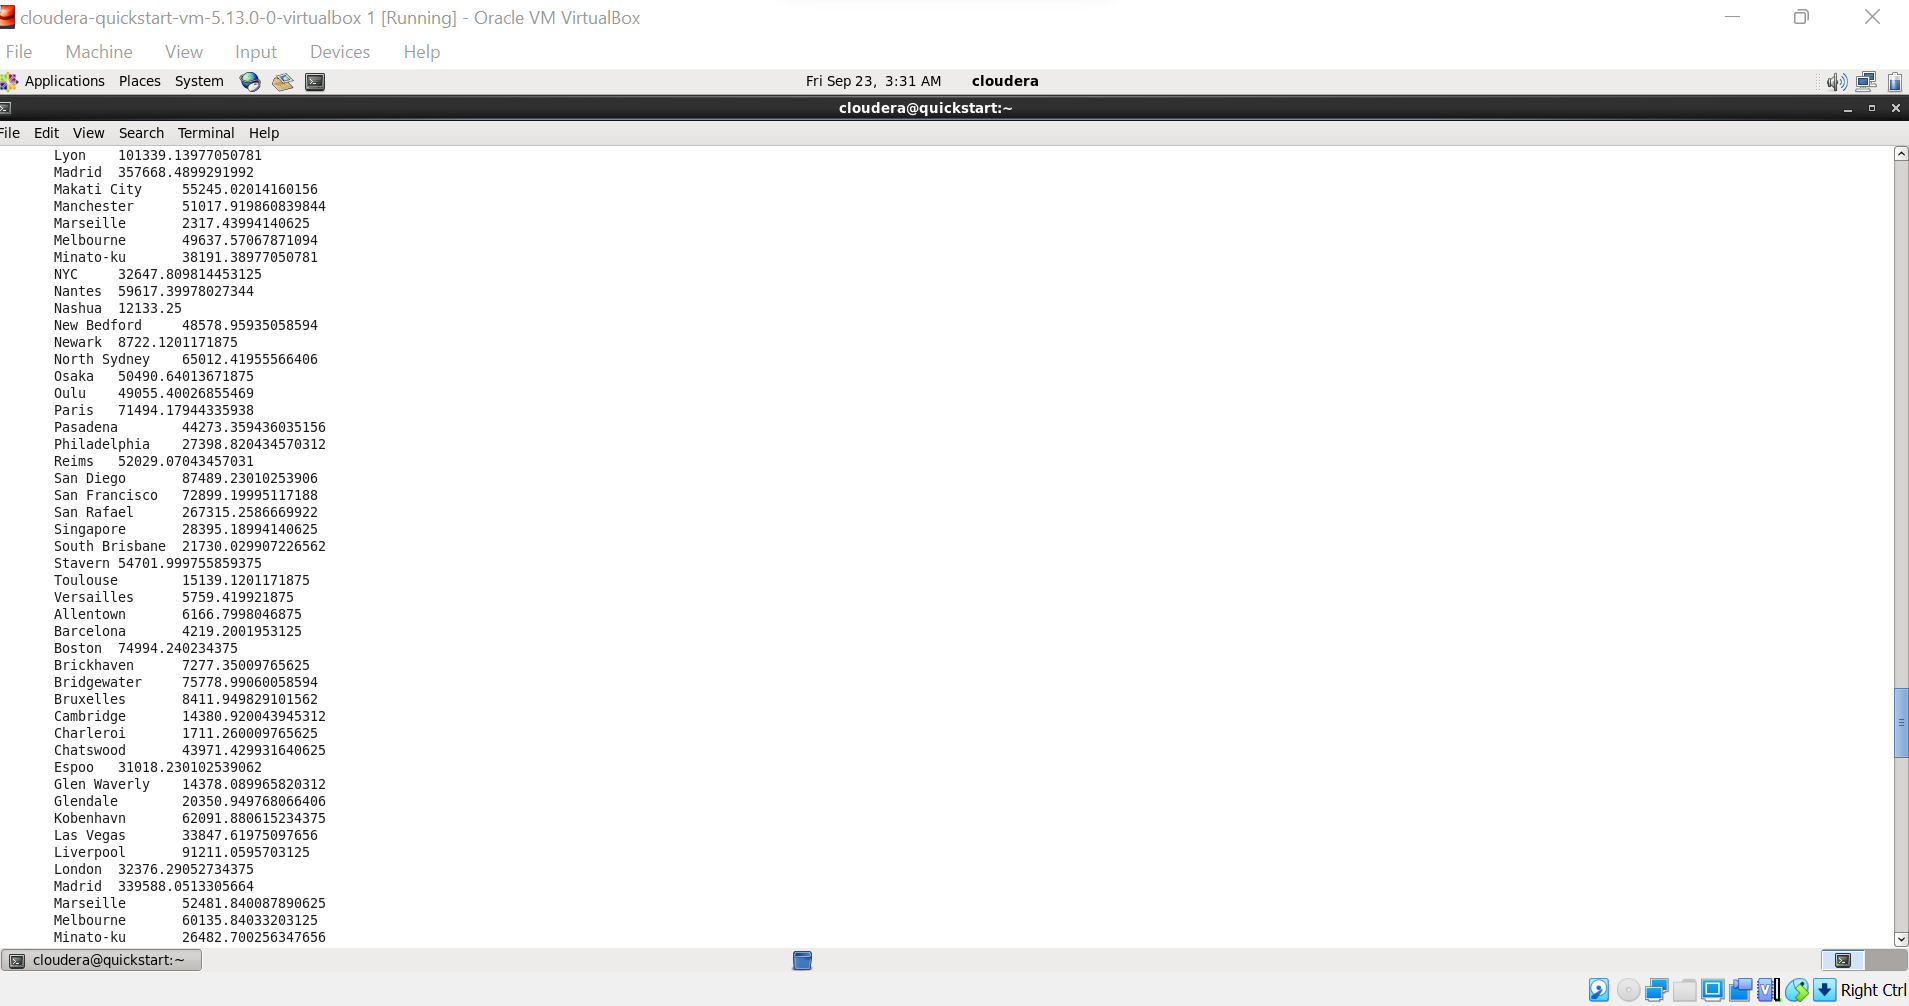 cloudera-quickstart-vm-5.13.0-0-virtualbox 1 [Running] - Oracle VM VirtualBox
File Machine View Input Devices Help
Applications Places System Fri Sep 23, 3:31 AM cloudera
cloudera@quickstart:~
File Edit View Search Terminal Help
Lyon 101339.13977050781
Madrid 357668.4899291992
Makati City 55245.02014160156
Manchester 51017.919860839844
Marseille 2317.43994140625
Melbourne 49637.57067871094
Minato-ku 38191.38977050781
NYC 32647.809814453125
Nantes 59617.39978027344
Nashua 12133.25
New Bedford 48578.95935058594
Newark 8722.1201171875
North Sydney 65012.41955566406
Osaka 50490.64013671875
Oulu 49055.40026855469
Paris 71494.17944335938
Pasadena 44273.359436035156
Philadelphia 27398.820434570312
Reims 52029.07043457031
San Diego 87489.23010253906
San Francisco 72899.19995117188
San Rafael 267315.2586669922
Singapore 28395.18994140625
South Brisbane 21730.029907226562
Stavern 54701.999755859375
Toulouse 15139.1201171875
Versailles 5759.419921875
Allentown 6166.7998046875
Barcelona 4219.2001953125
Boston 74994.240234375
Brickhaven 7277.35009765625
Bridgewater 75778.99060058594
Bruxelles 8411.949829101562
Cambridge 14380.920043945312
Charleroi 1711.260009765625
Chatswood 43971.429931640625
Espoo 31018.230102539062
Glen Waverly 14378.089965820312
Glendale 20350.949768066406
Kobenhavn 62091.880615234375
Las Vegas 33847.61975097656
Liverpool 91211.0595703125
London 32376.29052734375
Madrid 339588.0513305664
Marseille 52481.840087890625
Melbourne 60135.84033203125
Minato-ku 26482.700256347656
cloudera@quickstart:~
Right Ctrl